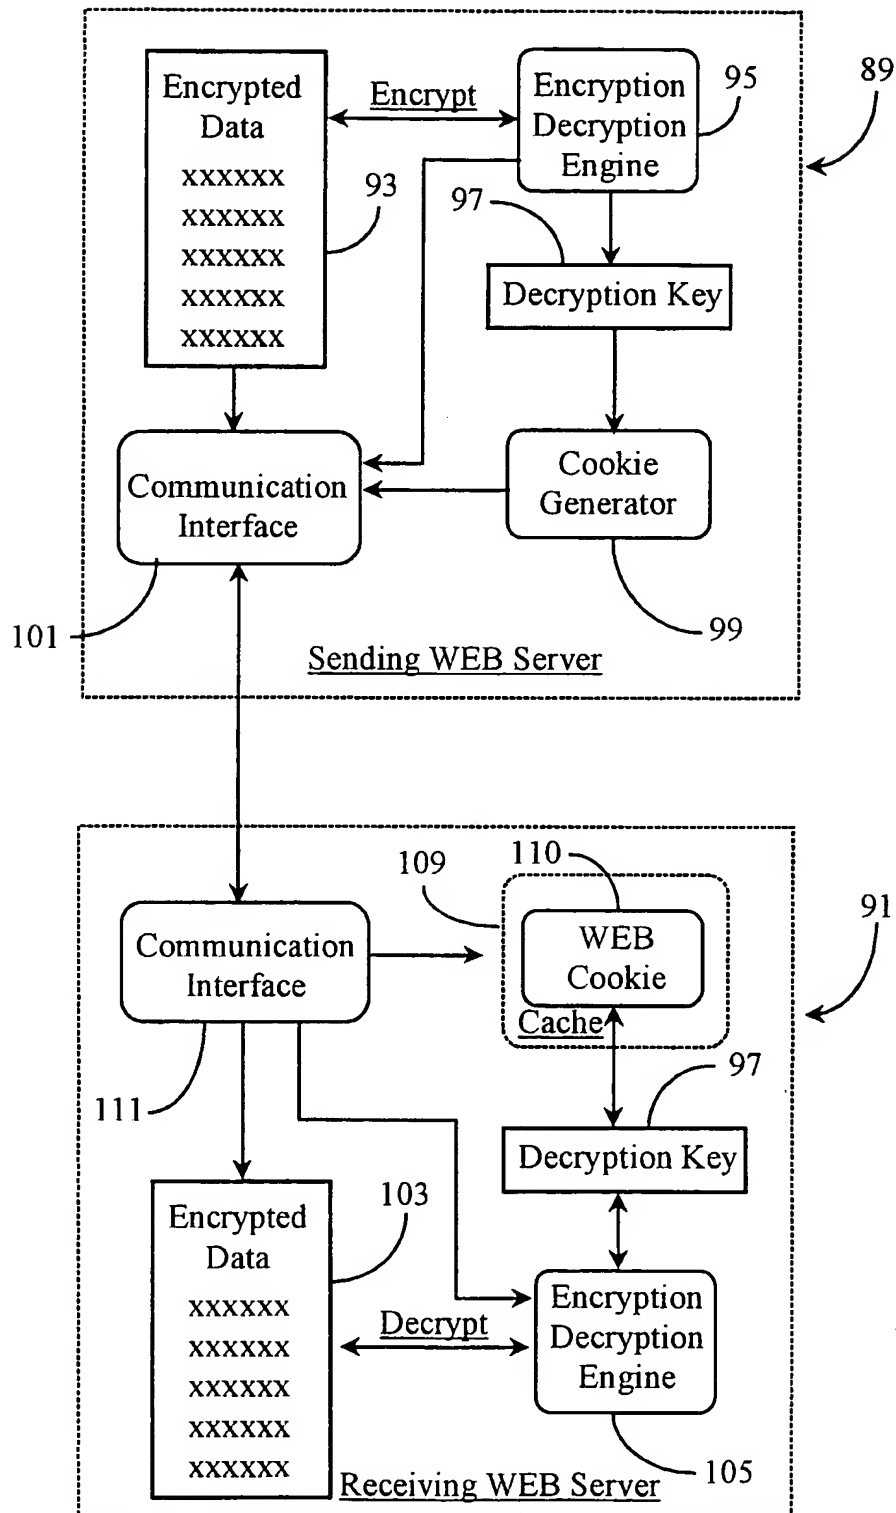 Encrypted
Data
xxxxxx
xxxxxx
xxxxxx
xxxxxx
xxxxxx
93
Encrypt
Encryption
Decryption
Engine
95
89
97
Decryption Key
Communication
Interface
101
Cookie
Generator
99
Sending WEB Server
Communication
Interface
111
109
110
WEB
Cookie
Cache
91
97
Decryption Key
Encrypted
Data
xxxxxx
xxxxxx
xxxxxx
xxxxxx
xxxxxx
103
Decrypt
Encryption
Decryption
Engine
105
Receiving WEB Server